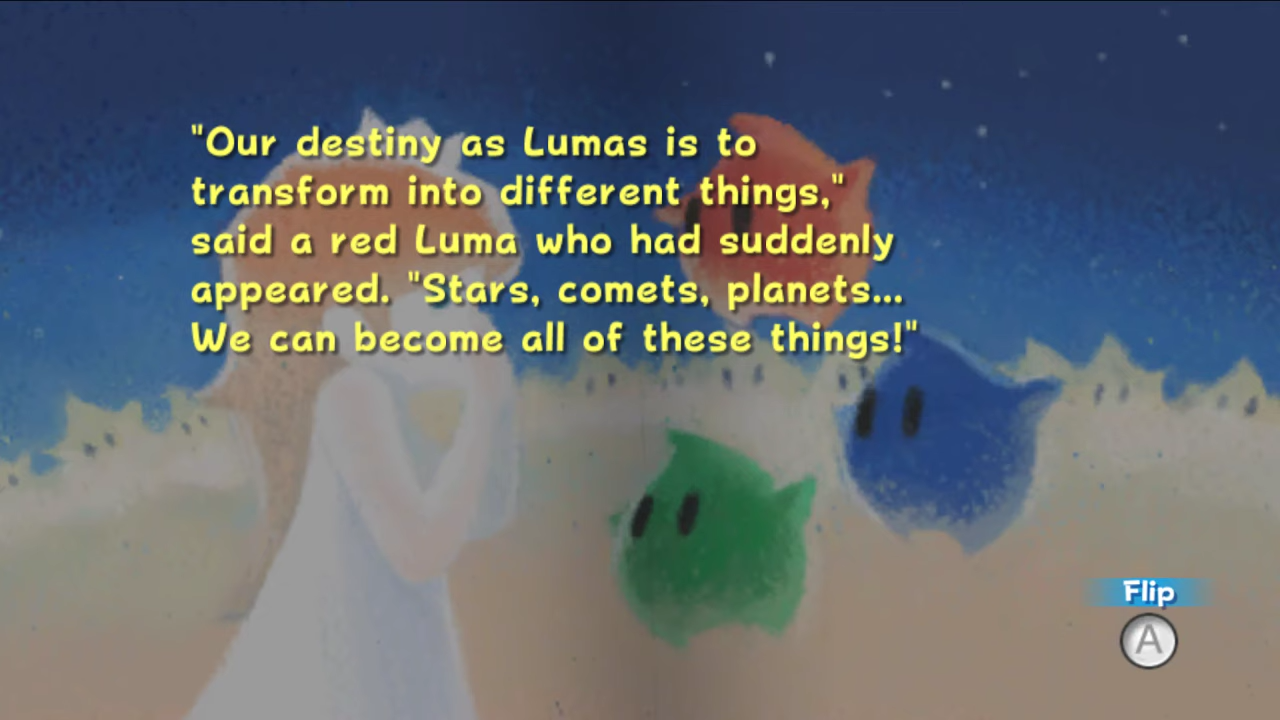 "Our destiny as Lumas is to
transform into different things,"
said a red Luma who had suddenly
appeared. "Stars, comets, planets...
We can become all of these things!"
Flip
A